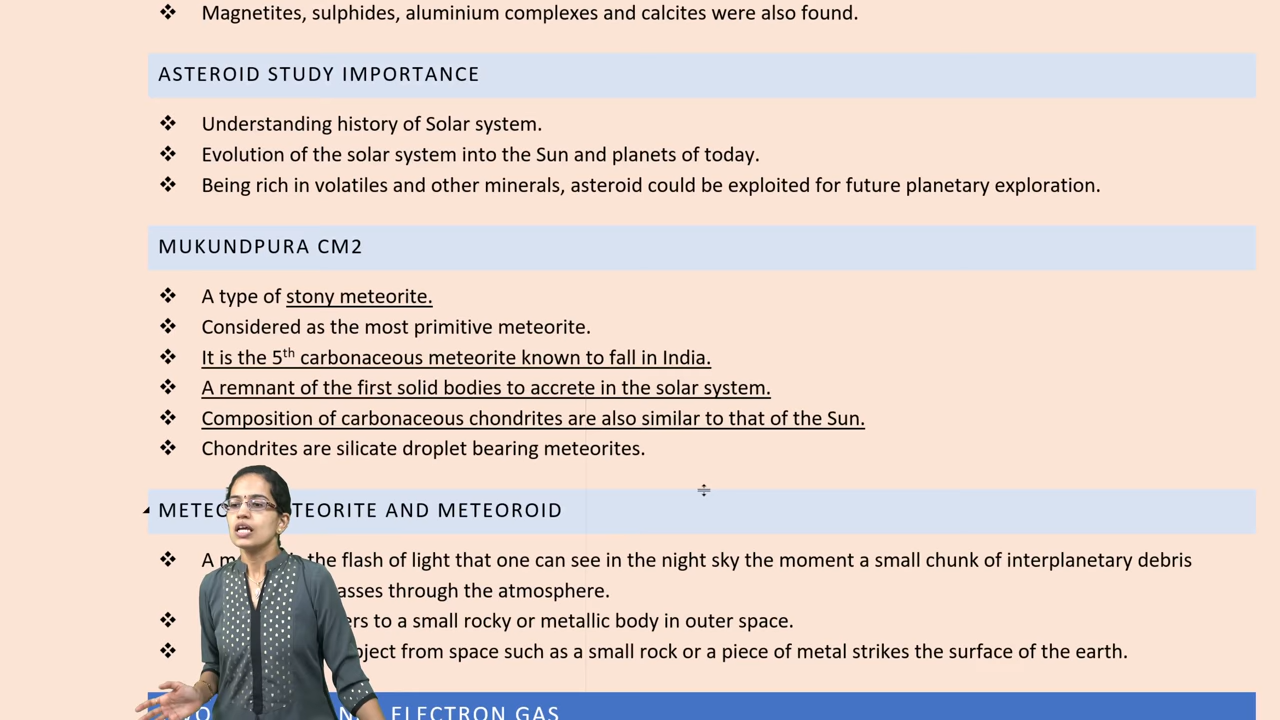 ❖ Magnetites, sulphides, aluminium complexes and calcites were also found.
ASTEROID STUDY IMPORTANCE
❖ Understanding history of Solar system.
❖ Evolution of the solar system into the Sun and planets of today.
❖ Being rich in volatiles and other minerals, asteroid could be exploited for future planetary exploration.
MUKUNDPURA CM2
❖ A type of stony meteorite.
❖ Considered as the most primitive meteorite.
❖ It is the 5th carbonaceous meteorite known to fall in India.
❖ A remnant of the first solid bodies to accrete in the solar system.
❖ Composition of carbonaceous chondrites are also similar to that of the Sun.
❖ Chondrites are silicate droplet bearing meteorites.
AND METEOROID
❖ A the flash of light that one can see in the night sky the moment a small chunk of interplanetary debris
through the atmosphere.
❖ to a small rocky or metallic body in outer space.
❖ from space such as a small rock or a piece of metal strikes the surface of the earth.
ELECTRON GAS